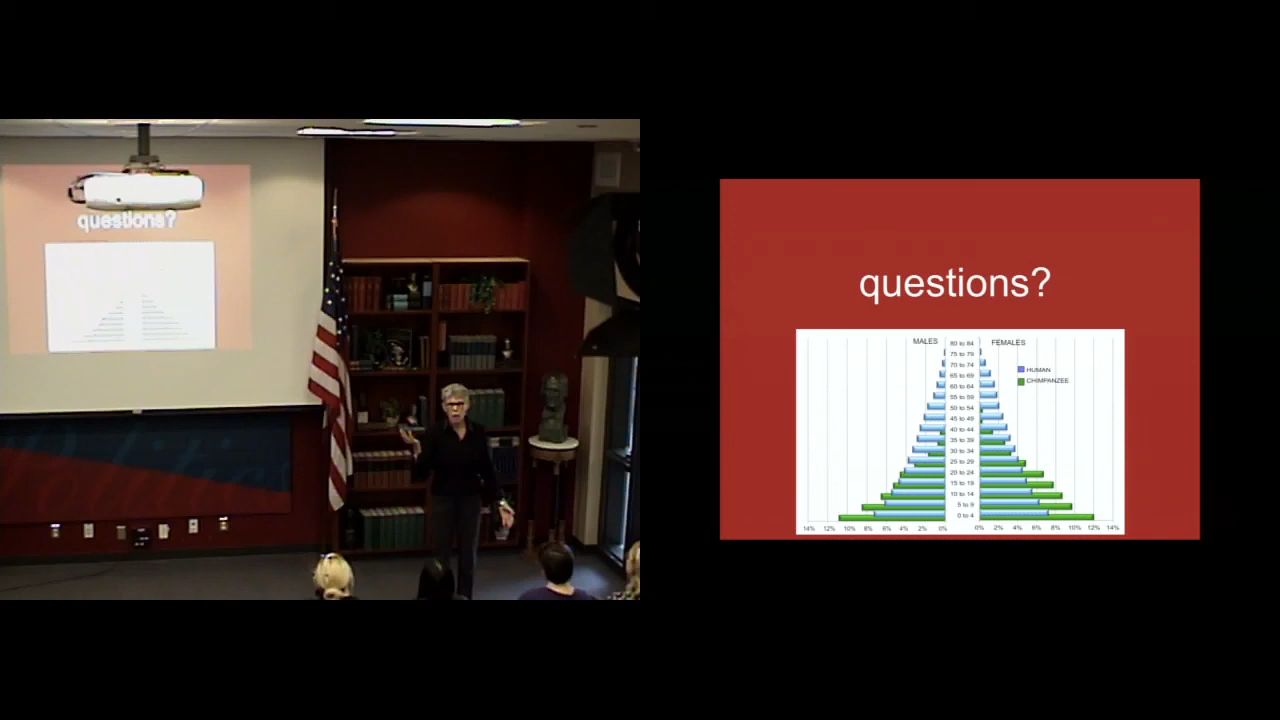 questions?
questions?
MALES FEMALES
80 to 84
75 to 79
70 to 74
65 to 69
60 to 64
55 to 59
50 to 54
45 to 49
40 to 44
35 to 39
30 to 34
25 to 29
20 to 24
15 to 19
10 to 14
5 to 9
0 to 4
HUMAN
CHIMPANZEE
14% 12% 10% 8% 6% 4% 2% 0% 0% 2% 4% 6% 8% 10% 12% 14%